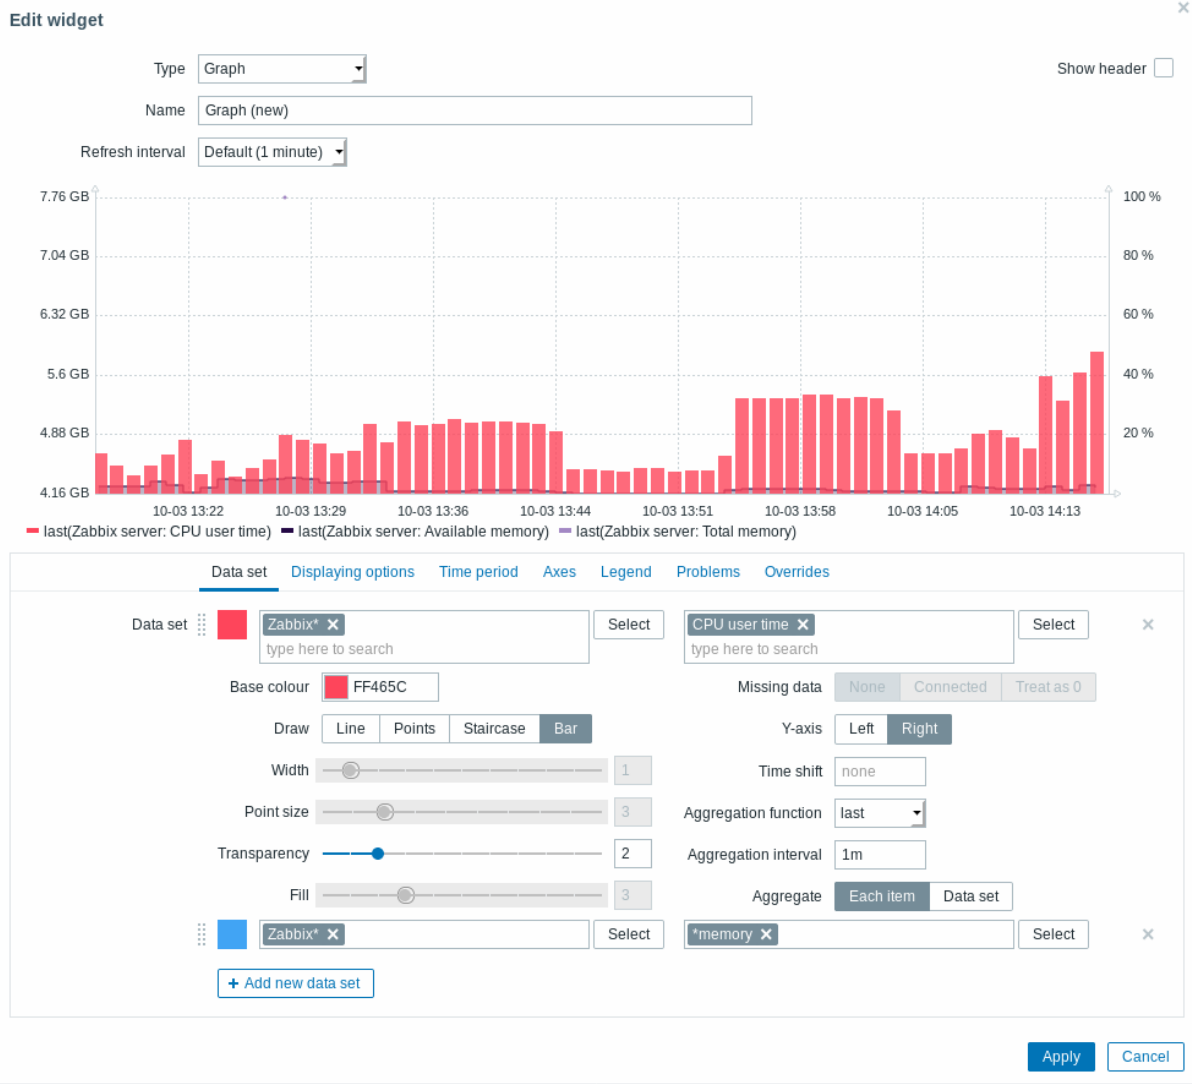 Edit widget
×
Type Graph Show header
Name Graph (new)
Refresh interval Default (1 minute)
7.76 GB 100 %
7.04 GB 80 %
6.32 GB 60 %
5.6 GB 40 %
4.88 GB 20 %
4.16 GB
10-03 13:22 10-03 13:29 10-03 13:36 10-03 13:44 10-03 13:51 10-03 13:58 10-03 14:05 10-03 14:13
last(Zabbix server: CPU user time) last(Zabbix server: Available memory) last(Zabbix server: Total memory)
Data set Displaying options Time period Axes Legend Problems Overrides
Data set Zabbix* × Select CPU user time × Select ×
type here to search type here to search
Base colour FF465C Missing data None Connected Treat as 0
Draw Line Points Staircase Bar Y-axis Left Right
Width 1 Time shift none
Point size 3 Aggregation function last
Transparency 2 Aggregation interval 1m
Fill 3 Aggregate Each item Data set
Zabbix* × Select *memory × Select ×
+ Add new data set
Apply Cancel